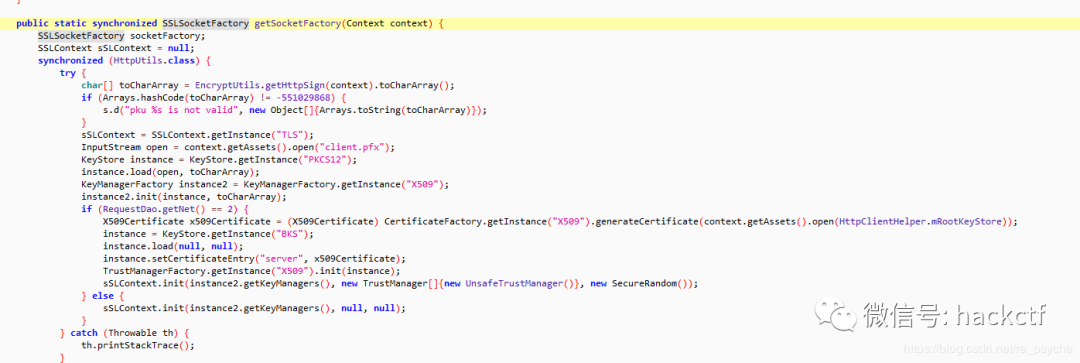 public static synchronized SSLSocketFactory getSocketFactory(Context context) {
SSLSocketFactory socketFactory;
SSLContext sSLContext = null;
synchronized (HttpUtils.class) {
try {
char[] toCharArray = EncryptUtils.getHttpSign(context).toCharArray();
if (Arrays.hashCode(toCharArray) != -551029868) {
s.d("pku %s is not valid", new Object[]{Arrays.toString(toCharArray)});
}
sSLContext = SSLContext.getInstance("TLS");
InputStream open = context.getAssets().open("client.pfx");
KeyStore instance = KeyStore.getInstance("PKCS12");
instance.load(open, toCharArray);
KeyManagerFactory instance2 = KeyManagerFactory.getInstance("X509");
instance2.init(instance, toCharArray);
if (RequestDao.getNet() == 2) {
X509Certificate x509Certificate = (X509Certificate) CertificateFactory.getInstance("X509").generateCertificate(context.getAssets().open(HttpClientHelper.mRootKeyStore));
instance = KeyStore.getInstance("BKS");
instance.load(null, null);
instance.setCertificateEntry("server", x509Certificate);
TrustManagerFactory.getInstance("X509").init(instance);
sSLContext.init(instance2.getKeyManagers(), new TrustManager[]{new UnsafeTrustManager()}, new SecureRandom());
} else {
sSLContext.init(instance2.getKeyManagers(), null, null);
}
} catch (Throwable th) {
th.printStackTrace();
}
微信号: hackctf
https://blog.csdn.net/re_psyche